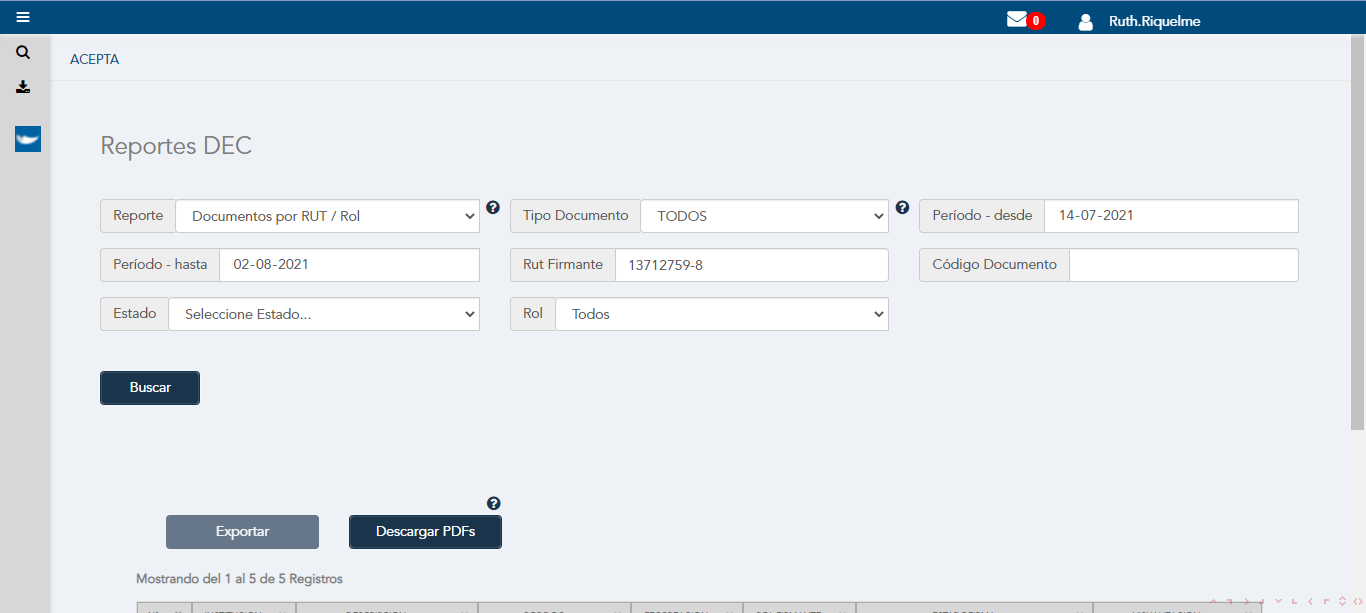 0 Ruth.Riquelme
ACEPTA
Reportes DEC
Reporte Documentos por RUT / Rol Tipo Documento TODOS Período - desde 14-07-2021
Período - hasta 02-08-2021 Rut Firmante 13712759-8 Código Documento
Estado Seleccione Estado... Rol Todos
Buscar
Exportar Descargar PDFs
Mostrando del 1 al 5 de 5 Registros